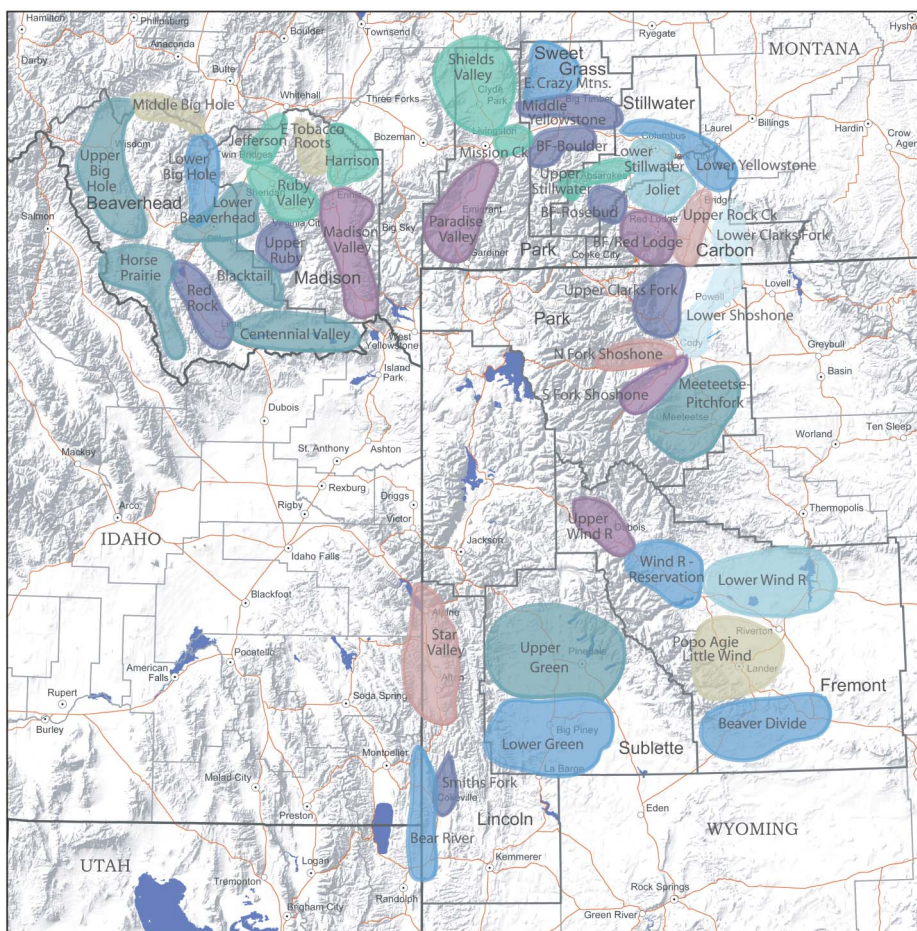 Hamilton
Philipsburg
Boulder
Townsend
Ryegate
Hysha
MONTANA
Darby
Anaconda
Butte
Whitehall
Three Forks
Bozeman
Shields
Valley
Clyde
Park
Livingston
Mission Ck
Sweet
Grass
E. Crazy Mtns.
Big Timber
Middle
Yellowstone
Stillwater
Columbus
Laurel
Billings
Hardin
Crow
Agen
Middle Big Hole
Wisdom
Upper
Big
Hole
Beaverhead
Lower
Big Hole
Jefferson
win Bridges
E Tobacco
Roots
Harrison
BF-Boulder
Lower
Stillwater
Lower Yellowstone
Upper
Stillwater
Absarokee
Joliet
Salmon
Lower
Beaverhead
Sheridan
Ruby
Valley
Virginia City
Ennis
Madison
Valley
Big Sky
Paradise
Valley
Emigrant
Gardiner
BF-Rosebud
Red Lodge
BF/Red Lodge
Bridger
Upper Rock Ck
Lower Clarks Fork
Park
Cooke City
Carbon
Horse
Prairie
Red
Rock
Blacktail
Upper
Ruby
Madison
Centennial Valley
West
Yellowstone
Island
Park
Park
Upper Clarks Fork
Powell
Lovell
Lower Shoshone
Cody
Greybull
N Fork Shoshone
S Fork Shoshone
Meeteetse-
Pitchfork
Meeteetse
Basin
Dubois
St. Anthony
Ashton
Worland
Ten Sleep
Mackay
Rexburg
Driggs
Rigby
Victor
Arco
IDAHO
Idaho Falls
Jackson
Thermopolis
Upper
Wind R
Dubois
Wind R -
Reservation
Lower Wind R
Blackfoot
Alpine
Star
Valley
Afton
Upper
Green
Pinedale
Riverton
Popo Agie
Little Wind
Lander
Fremont
American
Falls
Pocatello
Rupert
Burley
Soda Spring
Beaver Divide
Lower Green
Big Piney
La Barge
Sublette
Montpelier
Malad City
Preston
Smiths Fork
Cokeville
Bear River
Lincoln
Eden
WYOMING
UTAH
Logan
Tremonton
Randolph
Brigham City
Kemmerer
Rock Springs
Green River